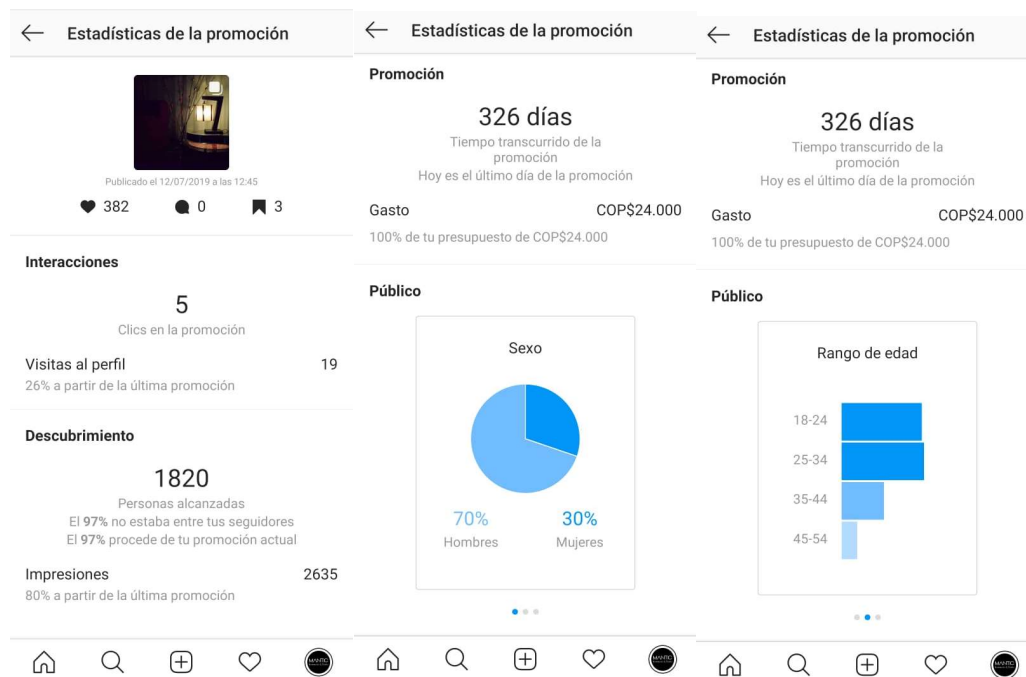 Estadísticas de la promoción
Publicado el 12/07/2019 a las 12:45
382
0
3
Interacciones
5
Clics en la promoción
Visitas al perfil 19
26% a partir de la última promoción
Descubrimiento
1820
Personas alcanzadas
El 97% no estaba entre tus seguidores
El 97% procede de tu promoción actual
Impresiones 2635
80% a partir de la última promoción
Estadísticas de la promoción
Promoción
326 días
Tiempo transcurrido de la
promoción
Hoy es el último día de la promoción
Gasto COP$24.000
100% de tu presupuesto de COP$24.000
Público
Sexo
70% 30%
Hombres Mujeres
Estadísticas de la promoción
Promoción
326 días
Tiempo transcurrido de la
promoción
Hoy es el último día de la promoción
Gasto COP$24.000
100% de tu presupuesto de COP$24.000
Público
Rango de edad
18-24
25-34
35-44
45-54